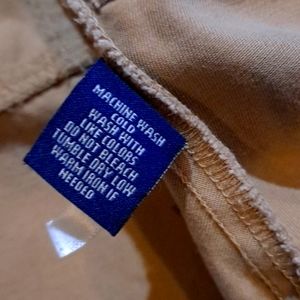 MACHINE WASH
COLD
WASH WITH
LIKE COLORS
DO NOT BLEACH
TUMBLE DRY LOW
WARM IRON IF
NEEDED